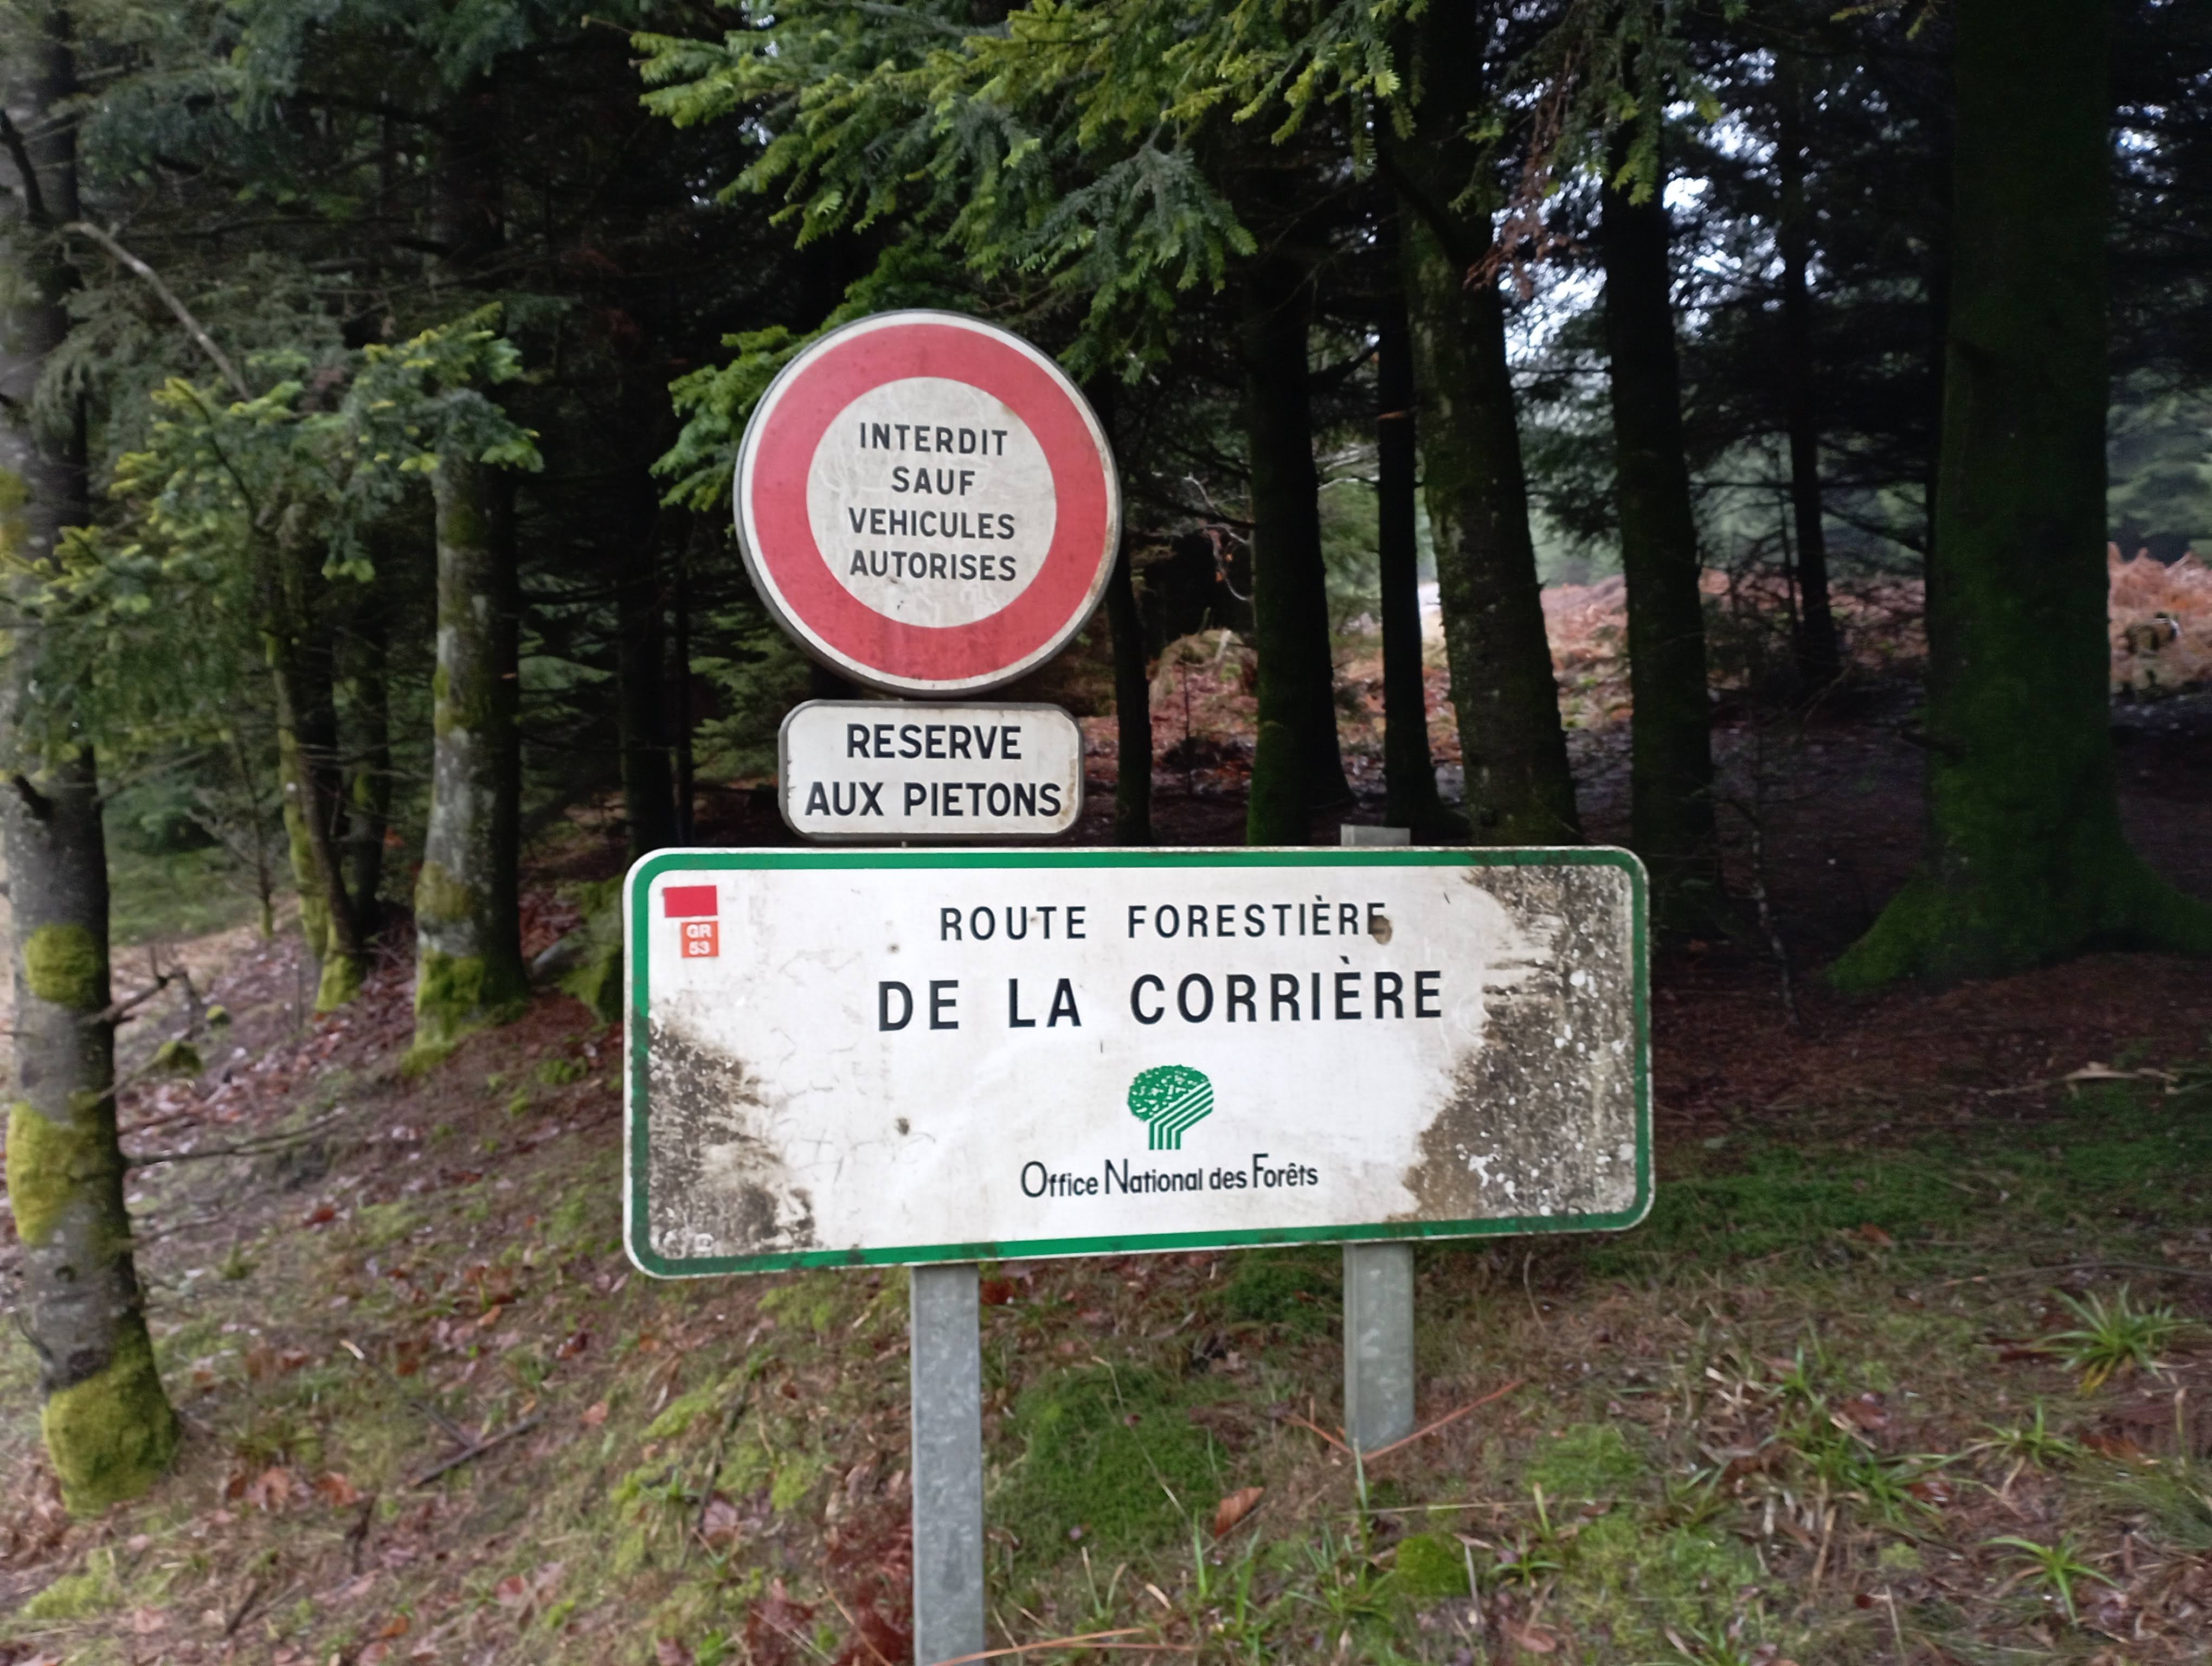 INTERDIT
SAUF
VEHICULES
AUTORISES
RESERVE
AUX PIETONS
GR
53
ROUTE FORESTIÈRE
DE LA CORRIÈRE
Office National des Forêts